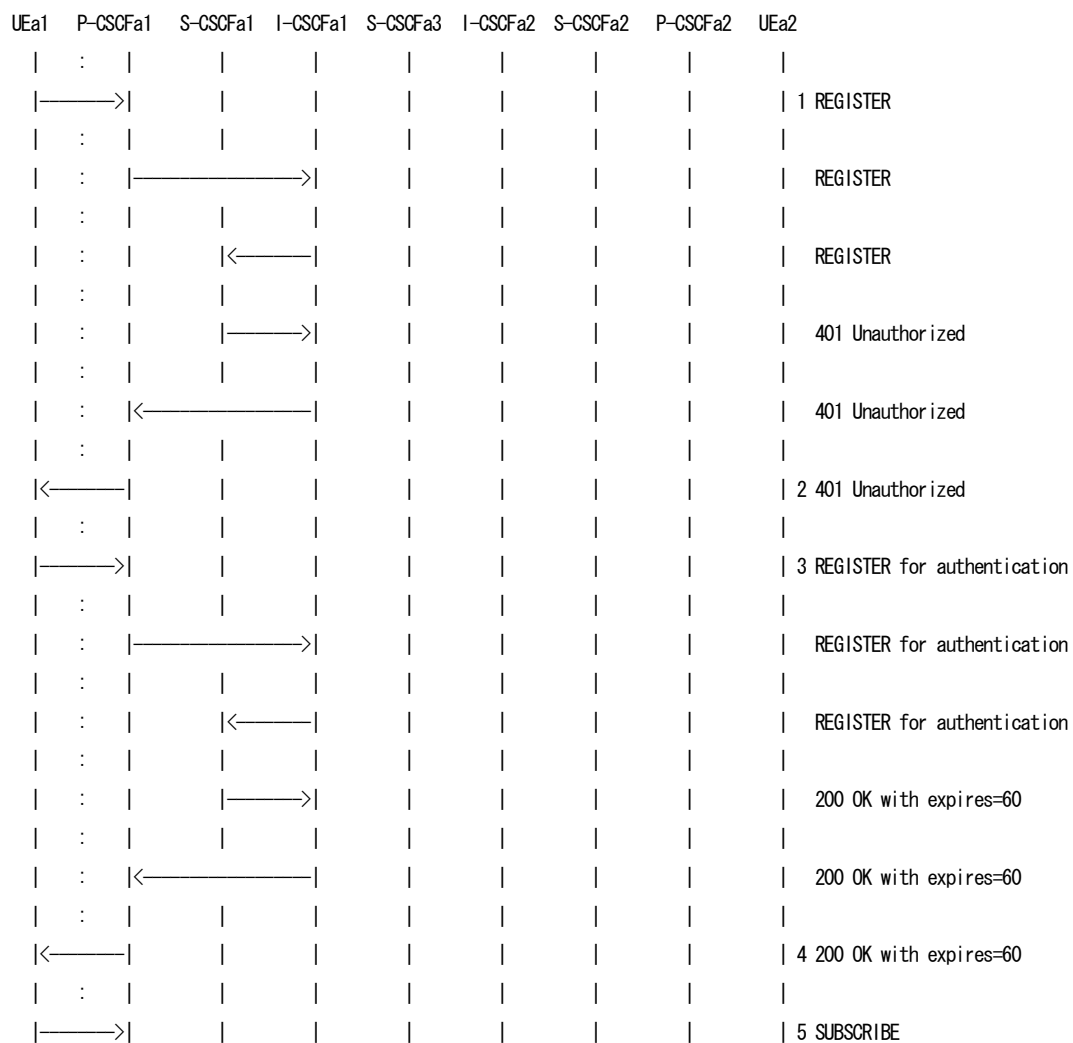 UEa1 P-CSCFa1 S-CSCFa1 I-CSCFa1 S-CSCFa3 I-CSCFa2 S-CSCFa2 P-CSCFa2 UEa2
1 REGISTER
REGISTER
REGISTER
401 Unauthorized
401 Unauthorized
2 401 Unauthorized
3 REGISTER for authentication
REGISTER for authentication
REGISTER for authentication
200 OK with expires=60
200 OK with expires=60
4 200 OK with expires=60
5 SUBSCRIBE